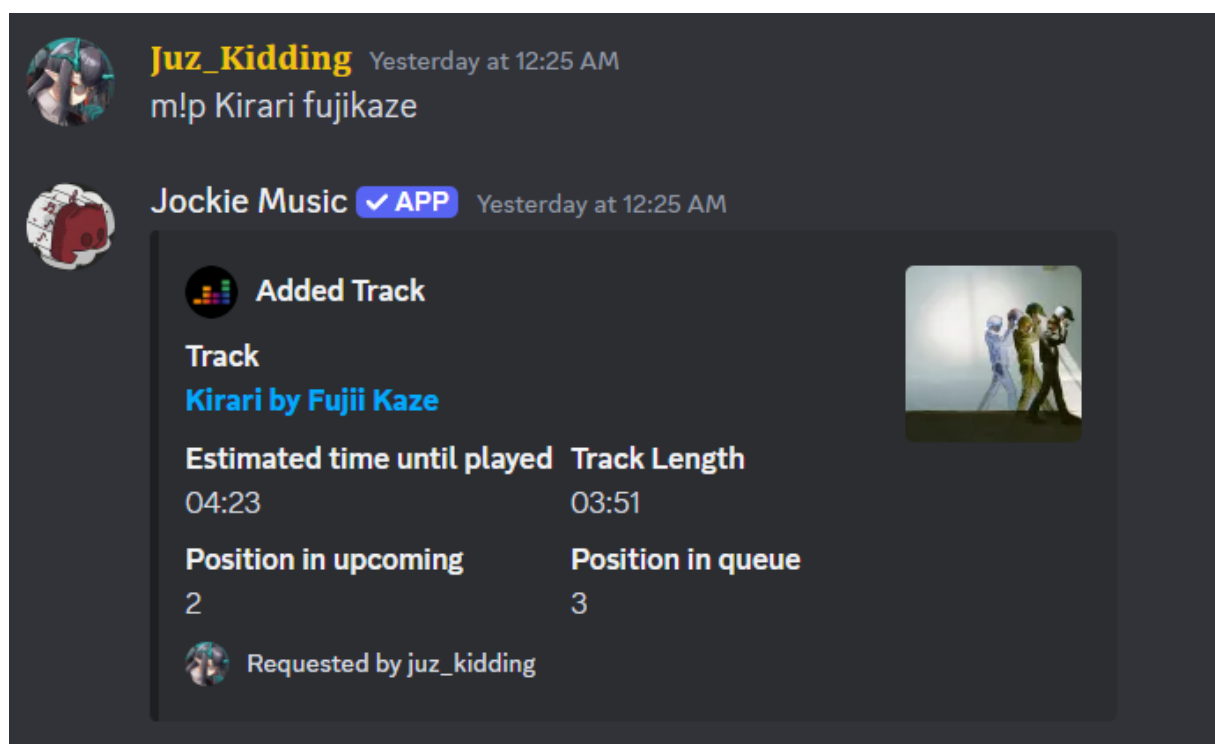 Juz_Kidding Yesterday at 12:25 AM
m!p Kirari fujikaze
Jockie Music ✓ APP Yesterday at 12:25 AM
Added Track
Track
Kirari by Fujii Kaze
Estimated time until played Track Length
04:23 03:51
Position in upcoming Position in queue
2 3
Requested by juz_kidding